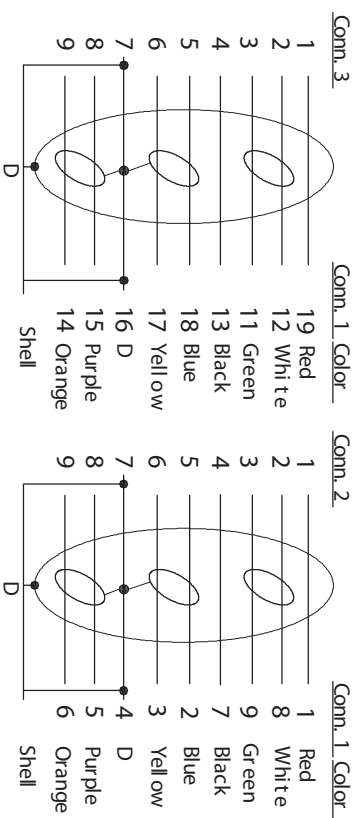 Conn. 3 Conn. 1 Color
1 19 Red
2 12 White
3 11 Green
4 13 Black
5 18 Blue
6 17 Yellow
7 16 D
8 15 Purple
9 14 Orange
D Shell
Conn. 2 Conn. 1 Color
1 1 Red
2 8 White
3 9 Green
4 7 Black
5 2 Blue
6 3 Yellow
7 4 D
8 5 Purple
9 6 Orange
D Shell